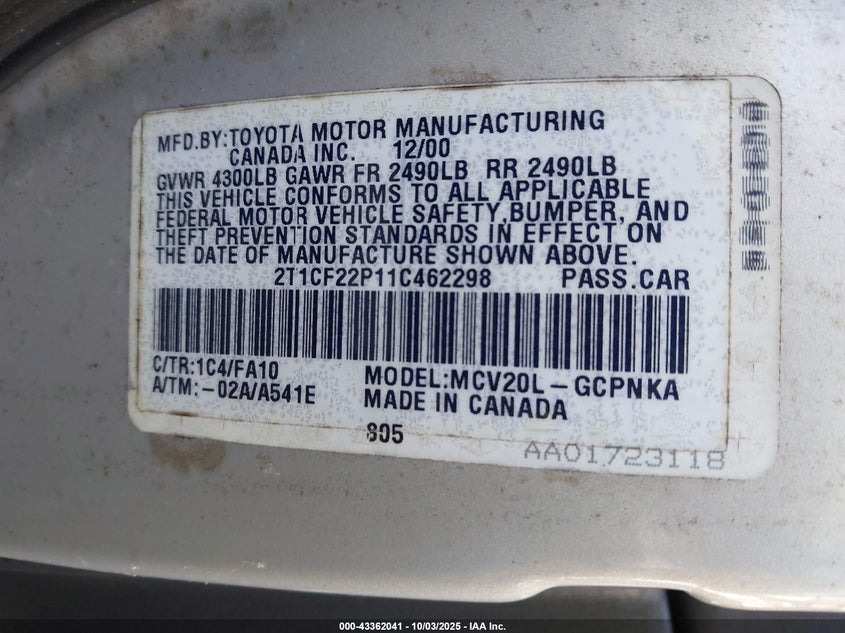 MFD.BY:TOYOTA MOTOR MANUFACTURING
CANADA INC. 12/00
GVWR 4300LB GAWR FR 2490LB RR 2490LB
THIS VEHICLE CONFORMS TO ALL APPLICABLE
FEDERAL MOTOR VEHICLE SAFETY,BUMPER, AND
THEFT PREVENTION STANDARDS IN EFFECT ON
THE DATE OF MANUFACTURE SHOWN ABOVE.
2T1CF22P11C462298 PASS.CAR
C/TR:1C4/FA10
A/TM:-02A/A541E
MODEL:MCV20L-GCPNKA
MADE IN CANADA
805
AA01723118
000-43362041 - 10/03/2025 - IAA Inc.